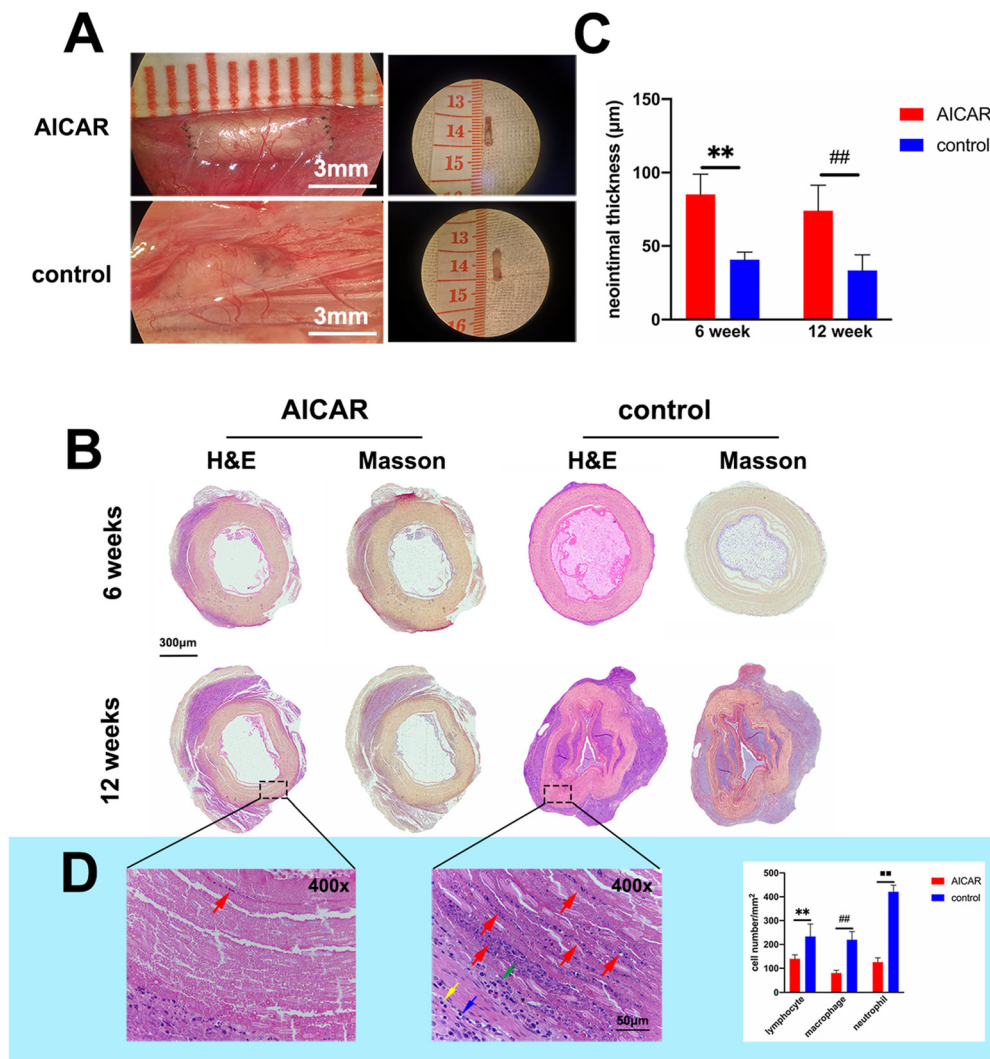 A
AICAR
3mm
13
14
15
control
3mm
13
14
15
16
C
neointimal thickness (μm)
150
100
50
0
**
##
AICAR
control
6 week
12 week
B
AICAR
control
H&E
Masson
H&E
Masson
6 weeks
300μm
12 weeks
D
400x
400x
50μm
cell number/mm²
500
400
300
200
100
0
**
##
▪▪
AICAR
control
lymphocyte
macrophage
neutrophil